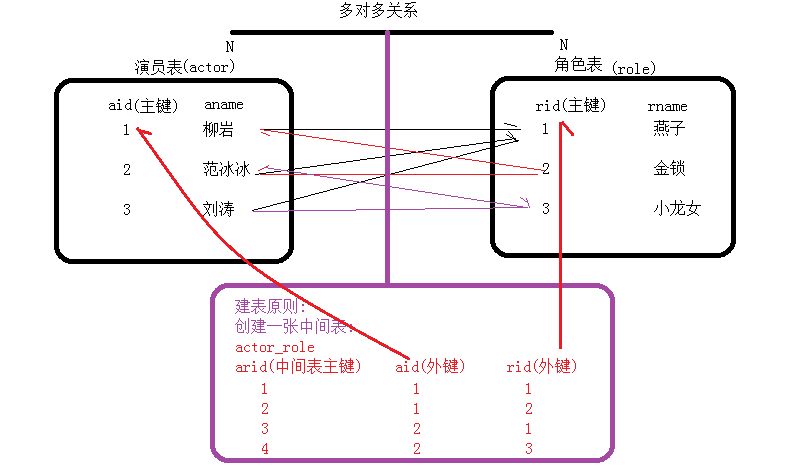 多对多关系
N N
演员表(actor) 角色表 (role)
aid(主键) aname rid(主键) rname
1 柳岩 1 燕子
2 范冰冰 2 金锁
3 刘涛 3 小龙女
建表原则:
创建一张中间表:
actor_role
arid(中间表主键) aid(外键) rid(外键)
1 1 1
2 1 2
3 2 1
4 2 3